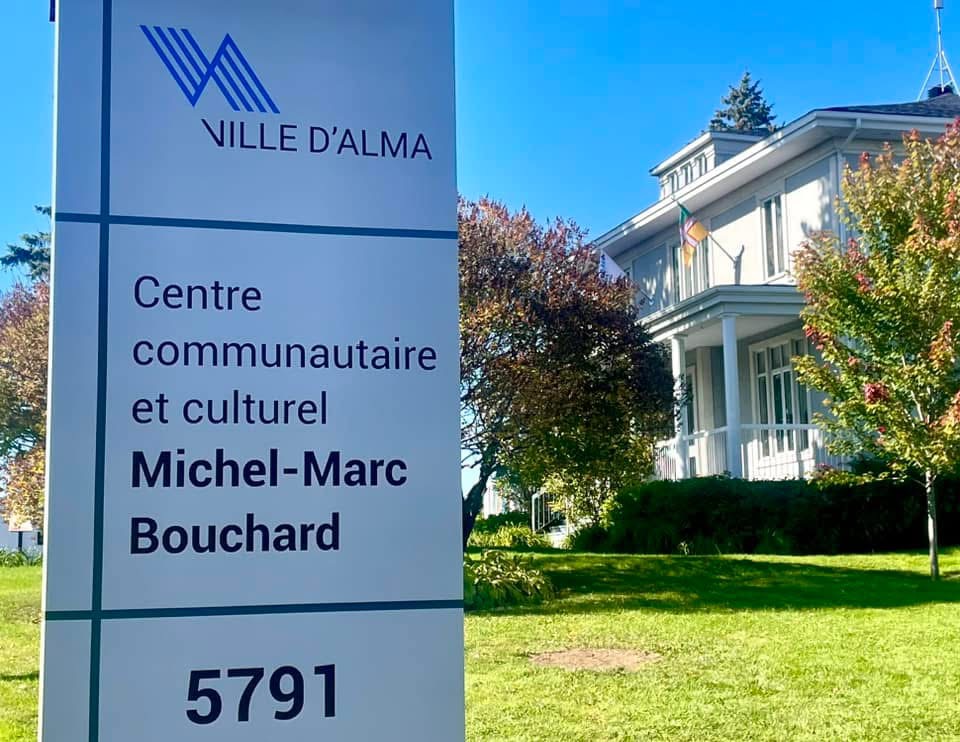 VILLE D'ALMA
Centre
communautaire
et culturel
Michel-Marc
Bouchard
5791